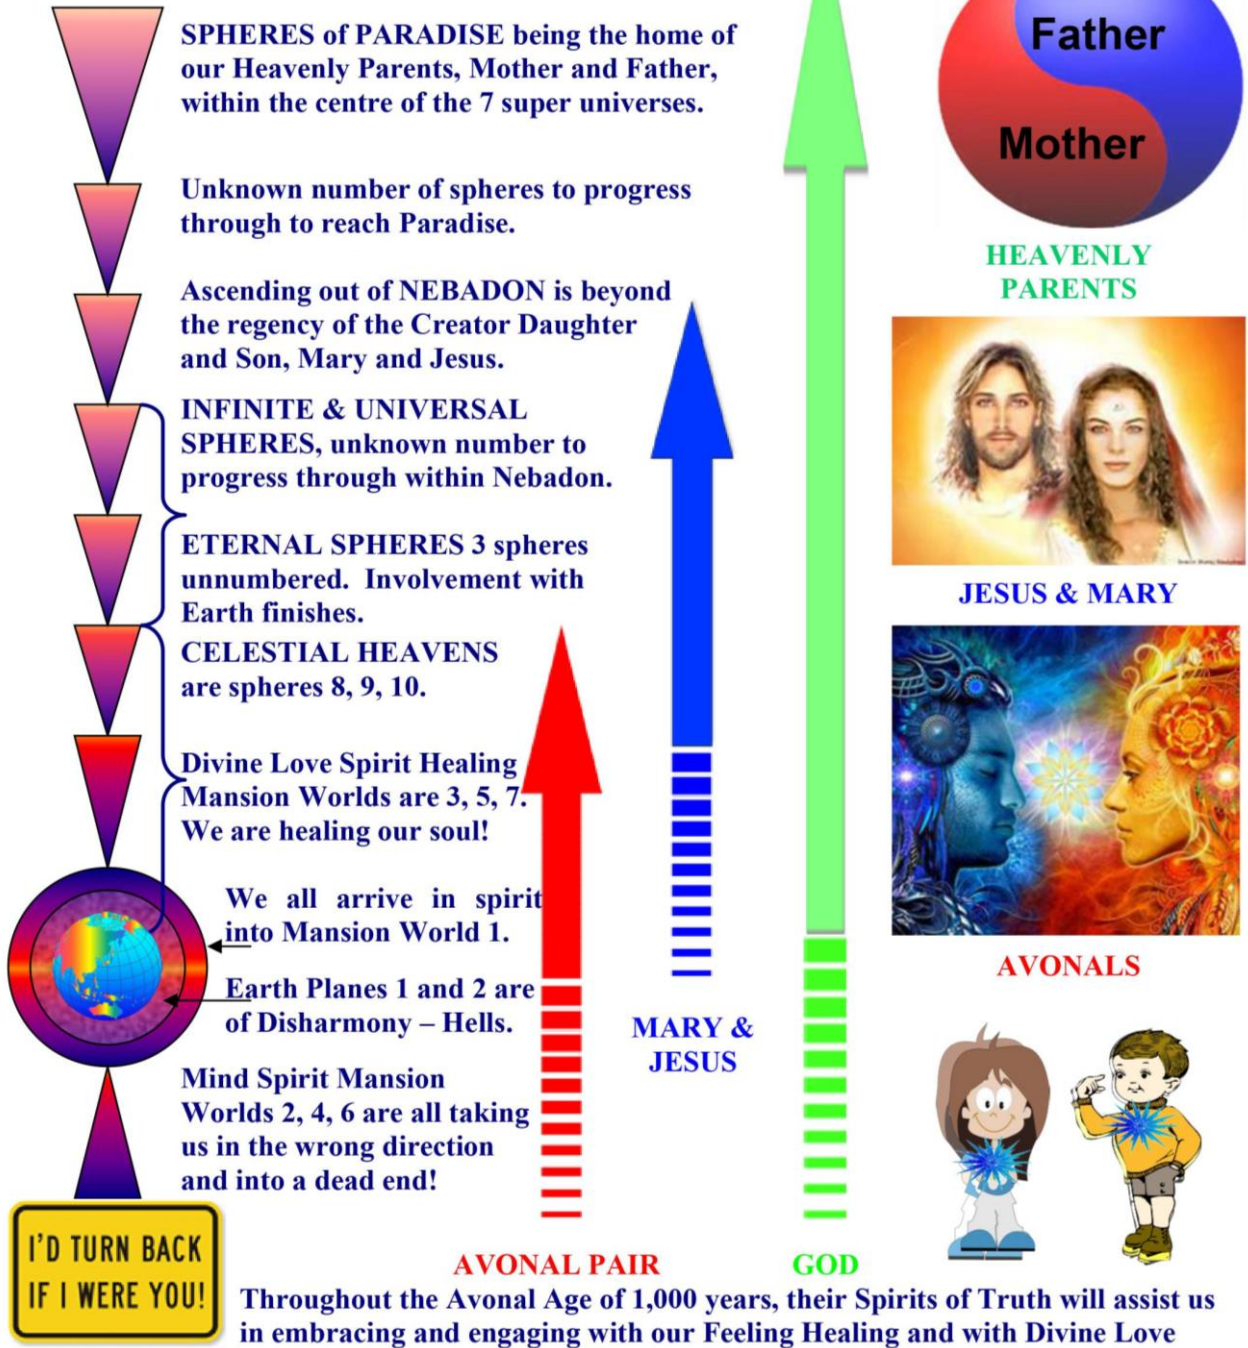 SPHERES of PARADISE being the home of
our Heavenly Parents, Mother and Father,
within the centre of the 7 super universes.
Unknown number of spheres to progress
through to reach Paradise.
Ascending out of NEBADON is beyond
the regency of the Creator Daughter
and Son, Mary and Jesus.
INFINITE & UNIVERSAL
SPHERES, unknown number to
progress through within Nebadon.
ETERNAL SPHERES 3 spheres
unnumbered. Involvement with
Earth finishes.
CELESTIAL HEAVENS
are spheres 8, 9, 10.
Divine Love Spirit Healing
Mansion Worlds are 3, 5, 7.
We are healing our soul!
We all arrive in spirit
into Mansion World 1.
Earth Planes 1 and 2 are
of Disharmony – Hells.
Mind Spirit Mansion
Worlds 2, 4, 6 are all taking
us in the wrong direction
and into a dead end!
I'D TURN BACK
IF I WERE YOU!
AVONAL PAIR
MARY &
JESUS
GOD
Father
Mother
HEAVENLY
PARENTS
JESUS & MARY
AVONALS
Throughout the Avonal Age of 1,000 years, their Spirits of Truth will assist us
in embracing and engaging with our Feeling Healing and with Divine Love